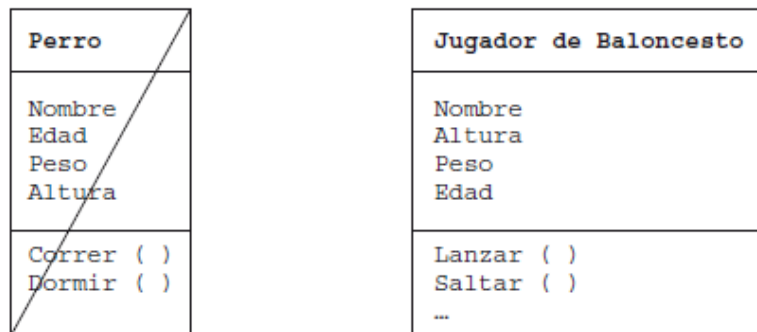 Perro
Nombre
Edad
Peso
Altura
Correr ( )
Dormir ( )
Jugador de Baloncesto
Nombre
Altura
Peso
Edad
Lanzar ( )
Saltar ( )
…